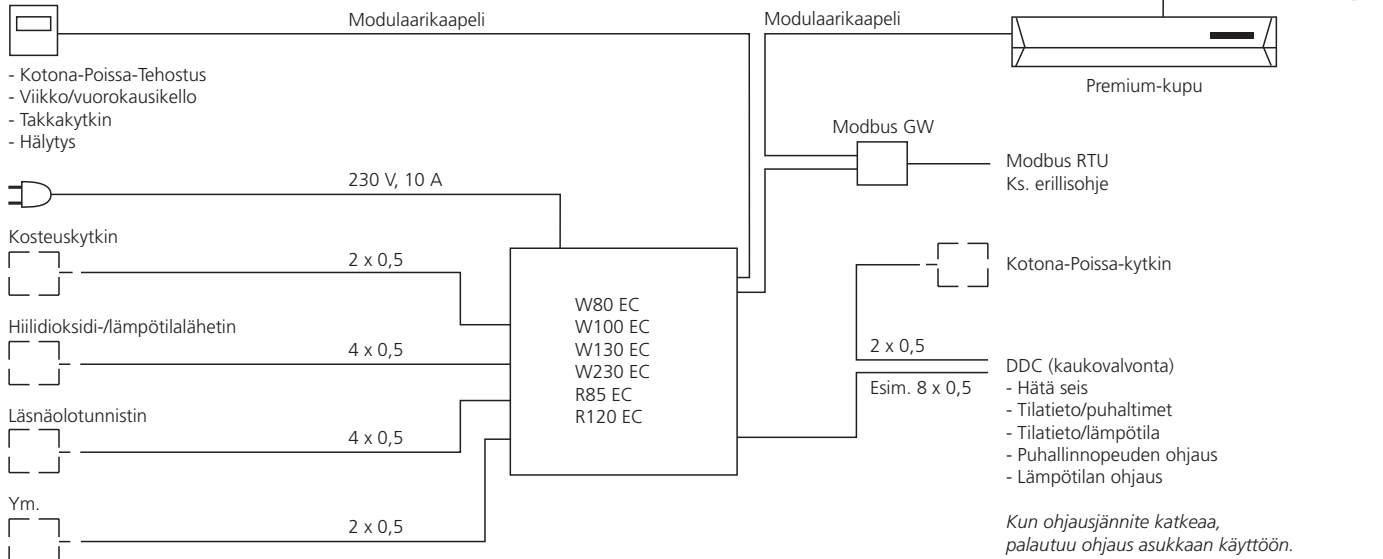 Modulaarikaapeli
Modulaarikaapeli
- Kotona-Poissa-Tehostus
- Viikko/vuorokausikello
- Takkakytkin
- Hälytys
Premium-kupu
Modbus GW
Modbus RTU
Ks. erillisohje
230 V, 10 A
Kosteuskytkin
2 x 0,5
Kotona-Poissa-kytkin
W80 EC
W100 EC
W130 EC
W230 EC
R85 EC
R120 EC
Hiilidioksidi-/lämpötilalähetin
4 x 0,5
2 x 0,5
Esim. 8 x 0,5
DDC (kaukovalvonta)
- Hätä seis
- Tilatieto/puhaltimet
- Tilatieto/lämpötila
- Puhallinnopeuden ohjaus
- Lämpötilan ohjaus
Läsnäolotunnistin
4 x 0,5
Ym.
2 x 0,5
Kun ohjausjännite katkeaa,
palautuu ohjaus asukkaan käyttöön.